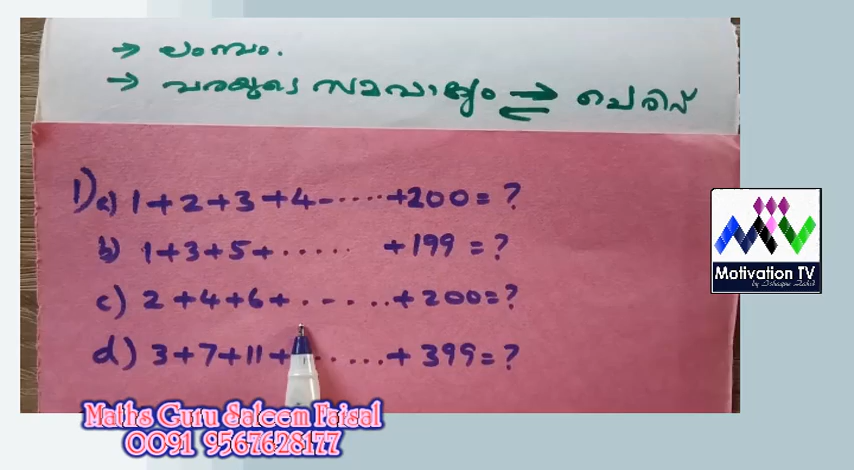 → ലംബം.
→ വരയുടെ സമവാക്യം ⇌ ചെരിവ്
1) a) 1+2+3+4-····+200=?
b) 1+3+5+····· +199=?
c) 2+4+6+·-·...+200=?
d) 3+7+11+·....+399=?
Motivation TV
Maths Guru Saleem Faisal
0091 9567628177